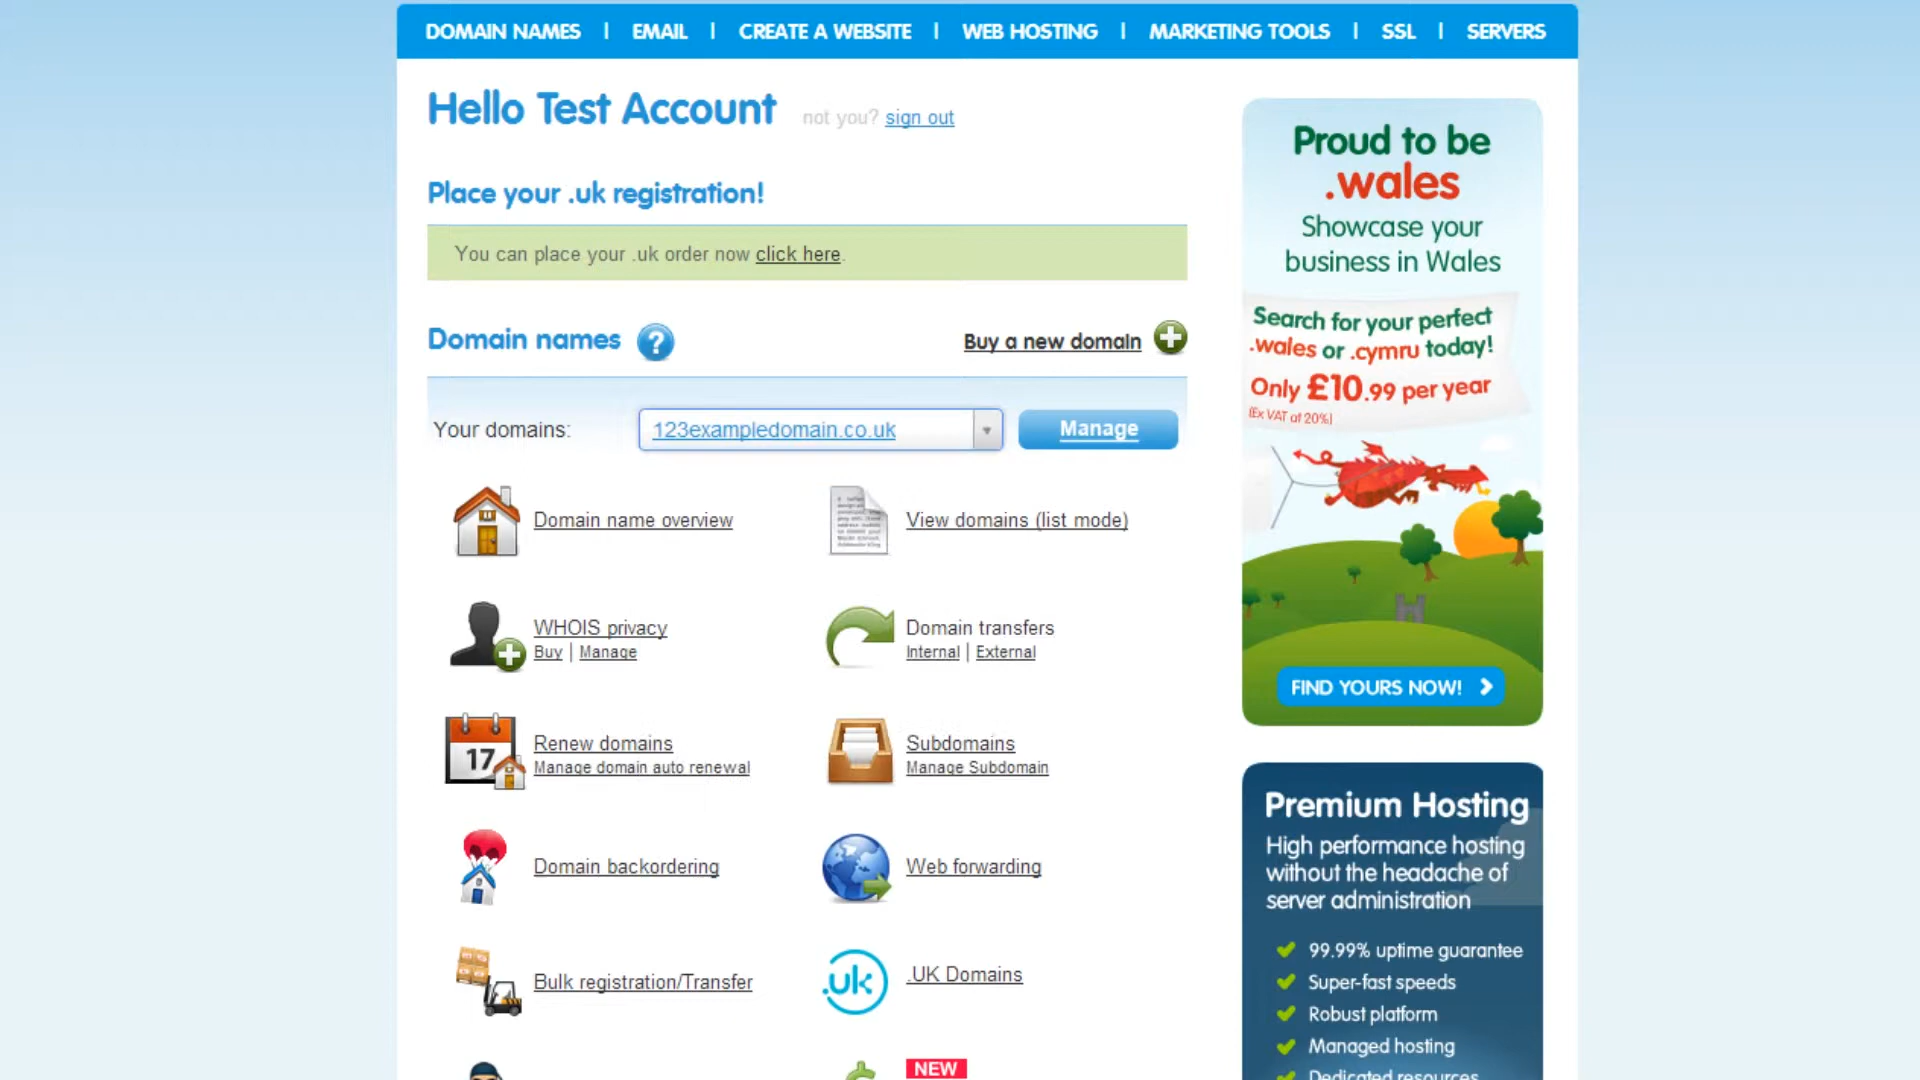 DOMAIN NAMES | EMAIL | CREATE A WEBSITE | WEB HOSTING | MARKETING TOOLS | SSL | SERVERS
Hello Test Account not you? sign out
Place your .uk registration!
You can place your .uk order now click here.
Domain names ? Buy a new domain
Your domains: 123exampledomain.co.uk Manage
Domain name overview
View domains (list mode)
WHOIS privacy
Buy | Manage
Domain transfers
Internal | External
17
Renew domains
Manage domain auto renewal
Subdomains
Manage Subdomain
Domain backordering
Web forwarding
Bulk registration/Transfer
.uk
.UK Domains
NEW
Proud to be
.wales
Showcase your
business in Wales
Search for your perfect
.wales or .cymru today!
Only £10.99 per year
(Ex VAT at 20%)
FIND YOURS NOW!
Premium Hosting
High performance hosting
without the headache of
server administration
99.99% uptime guarantee
Super-fast speeds
Robust platform
Managed hosting
Dedicated resources